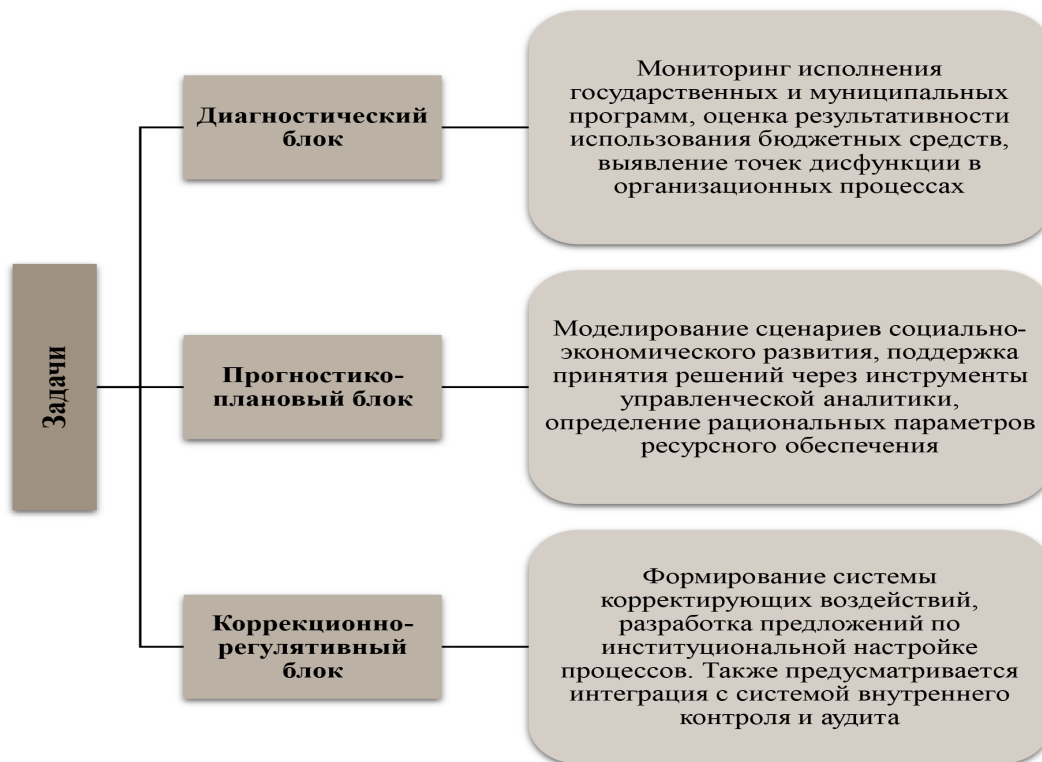 Задачи
Диагностический
блок
Мониторинг исполнения
государственных и муниципальных
программ, оценка результативности
использования бюджетных средств,
выявление точек дисфункции в
организационных процессах
Прогностико-
плановый блок
Моделирование сценариев социально-
экономического развития, поддержка
принятия решений через инструменты
управленческой аналитики,
определение рациональных параметров
ресурсного обеспечения
Коррекционно-
регулятивный
блок
Формирование системы
корректирующих воздействий,
разработка предложений по
институциональной настройке
процессов. Также предусматривается
интеграция с системой внутреннего
контроля и аудита